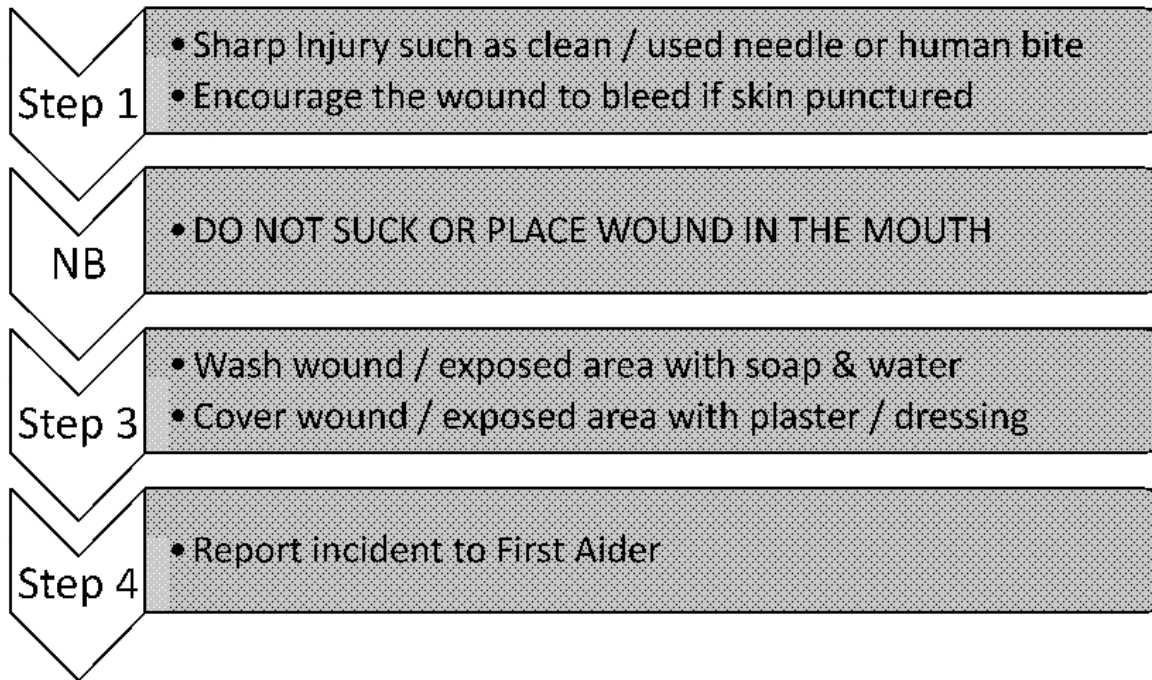 Step 1
• Sharp Injury such as clean / used needle or human bite
• Encourage the wound to bleed if skin punctured
NB
• DO NOT SUCK OR PLACE WOUND IN THE MOUTH
Step 3
• Wash wound / exposed area with soap & water
• Cover wound / exposed area with plaster / dressing
Step 4
• Report incident to First Aider